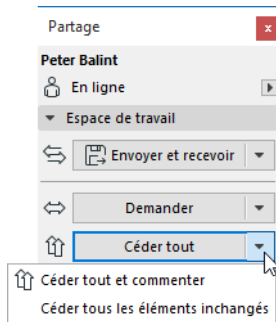 Partage
Peter Balint
En ligne
Espace de travail
Envoyer et recevoir
Demander
Céder tout
Céder tout et commenter
Céder tous les éléments inchangés